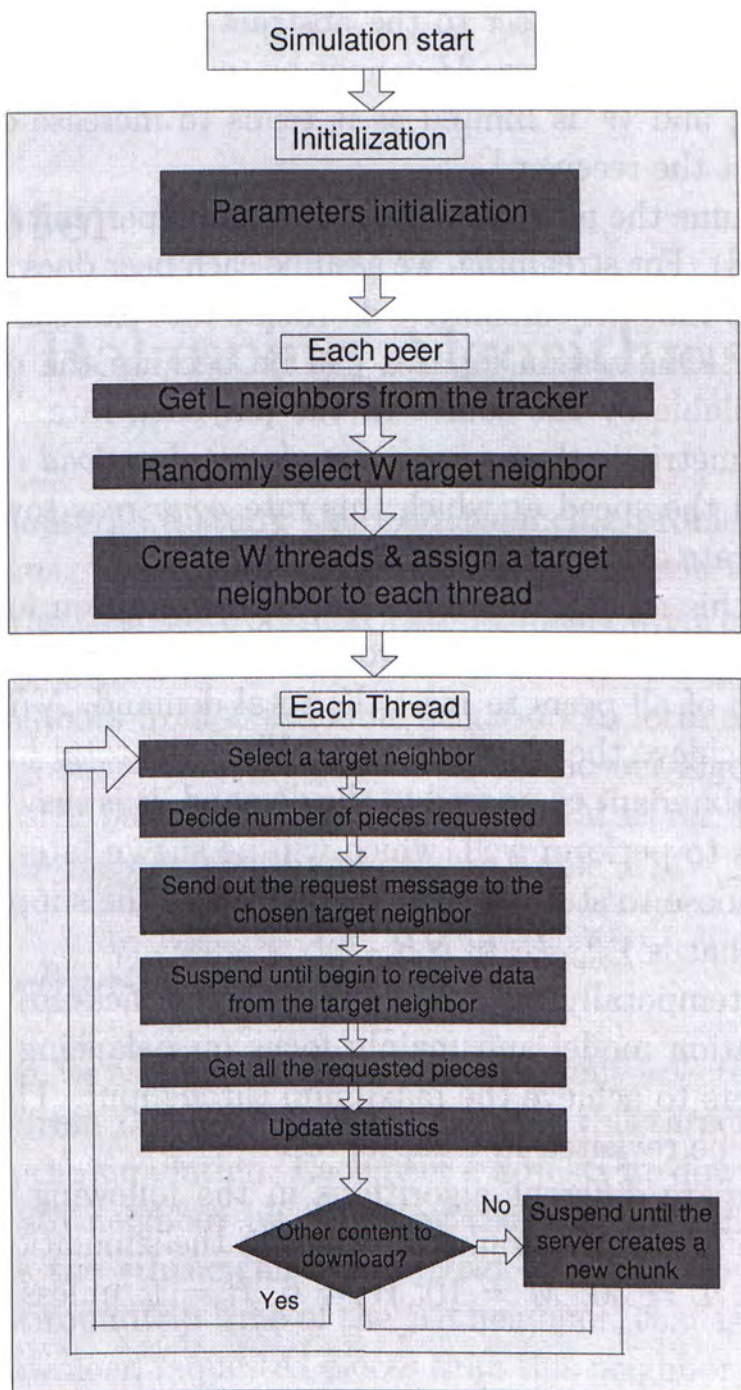 Simulation start
Initialization
Parameters initialization
Each peer
Get L neighbors from the tracker
Randomly select W target neighbor
Create W threads & assign a target
neighbor to each thread
Each Thread
Select a target neighbor
Decide number of pieces requested
Send out the request message to the
chosen target neighbor
Suspend until begin to receive data
from the target neighbor
Get all the requested pieces
Update statistics
Other content to
download?
No
Suspend until the
server creates a
new chunk
Yes